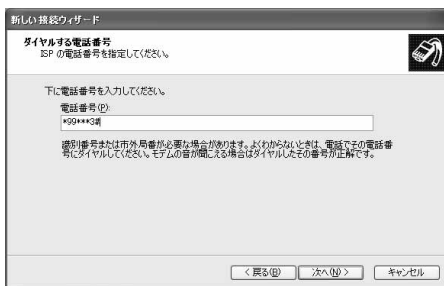 新しい接続ウィザード
ダイヤルする電話番号
ISP の電話番号を指定してください。
下に電話番号を入力してください。
電話番号(P):
*99***3#
識別番号または市外局番が必要な場合があります。よくわからないときは、電話でその電話番
号にダイヤルしてください。モデムの音が聞こえる場合はダイヤルしたその番号が正解です。
< 戻る(B)
次へ(N) >
キャンセル